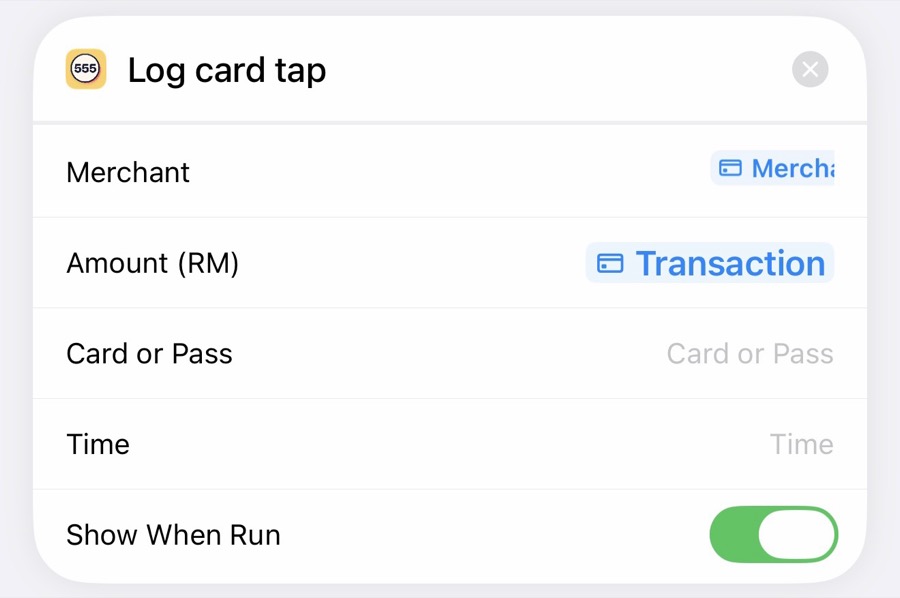 555 Log card tap
Merchant Mercha
Amount (RM) Transaction
Card or Pass Card or Pass
Time Time
Show When Run